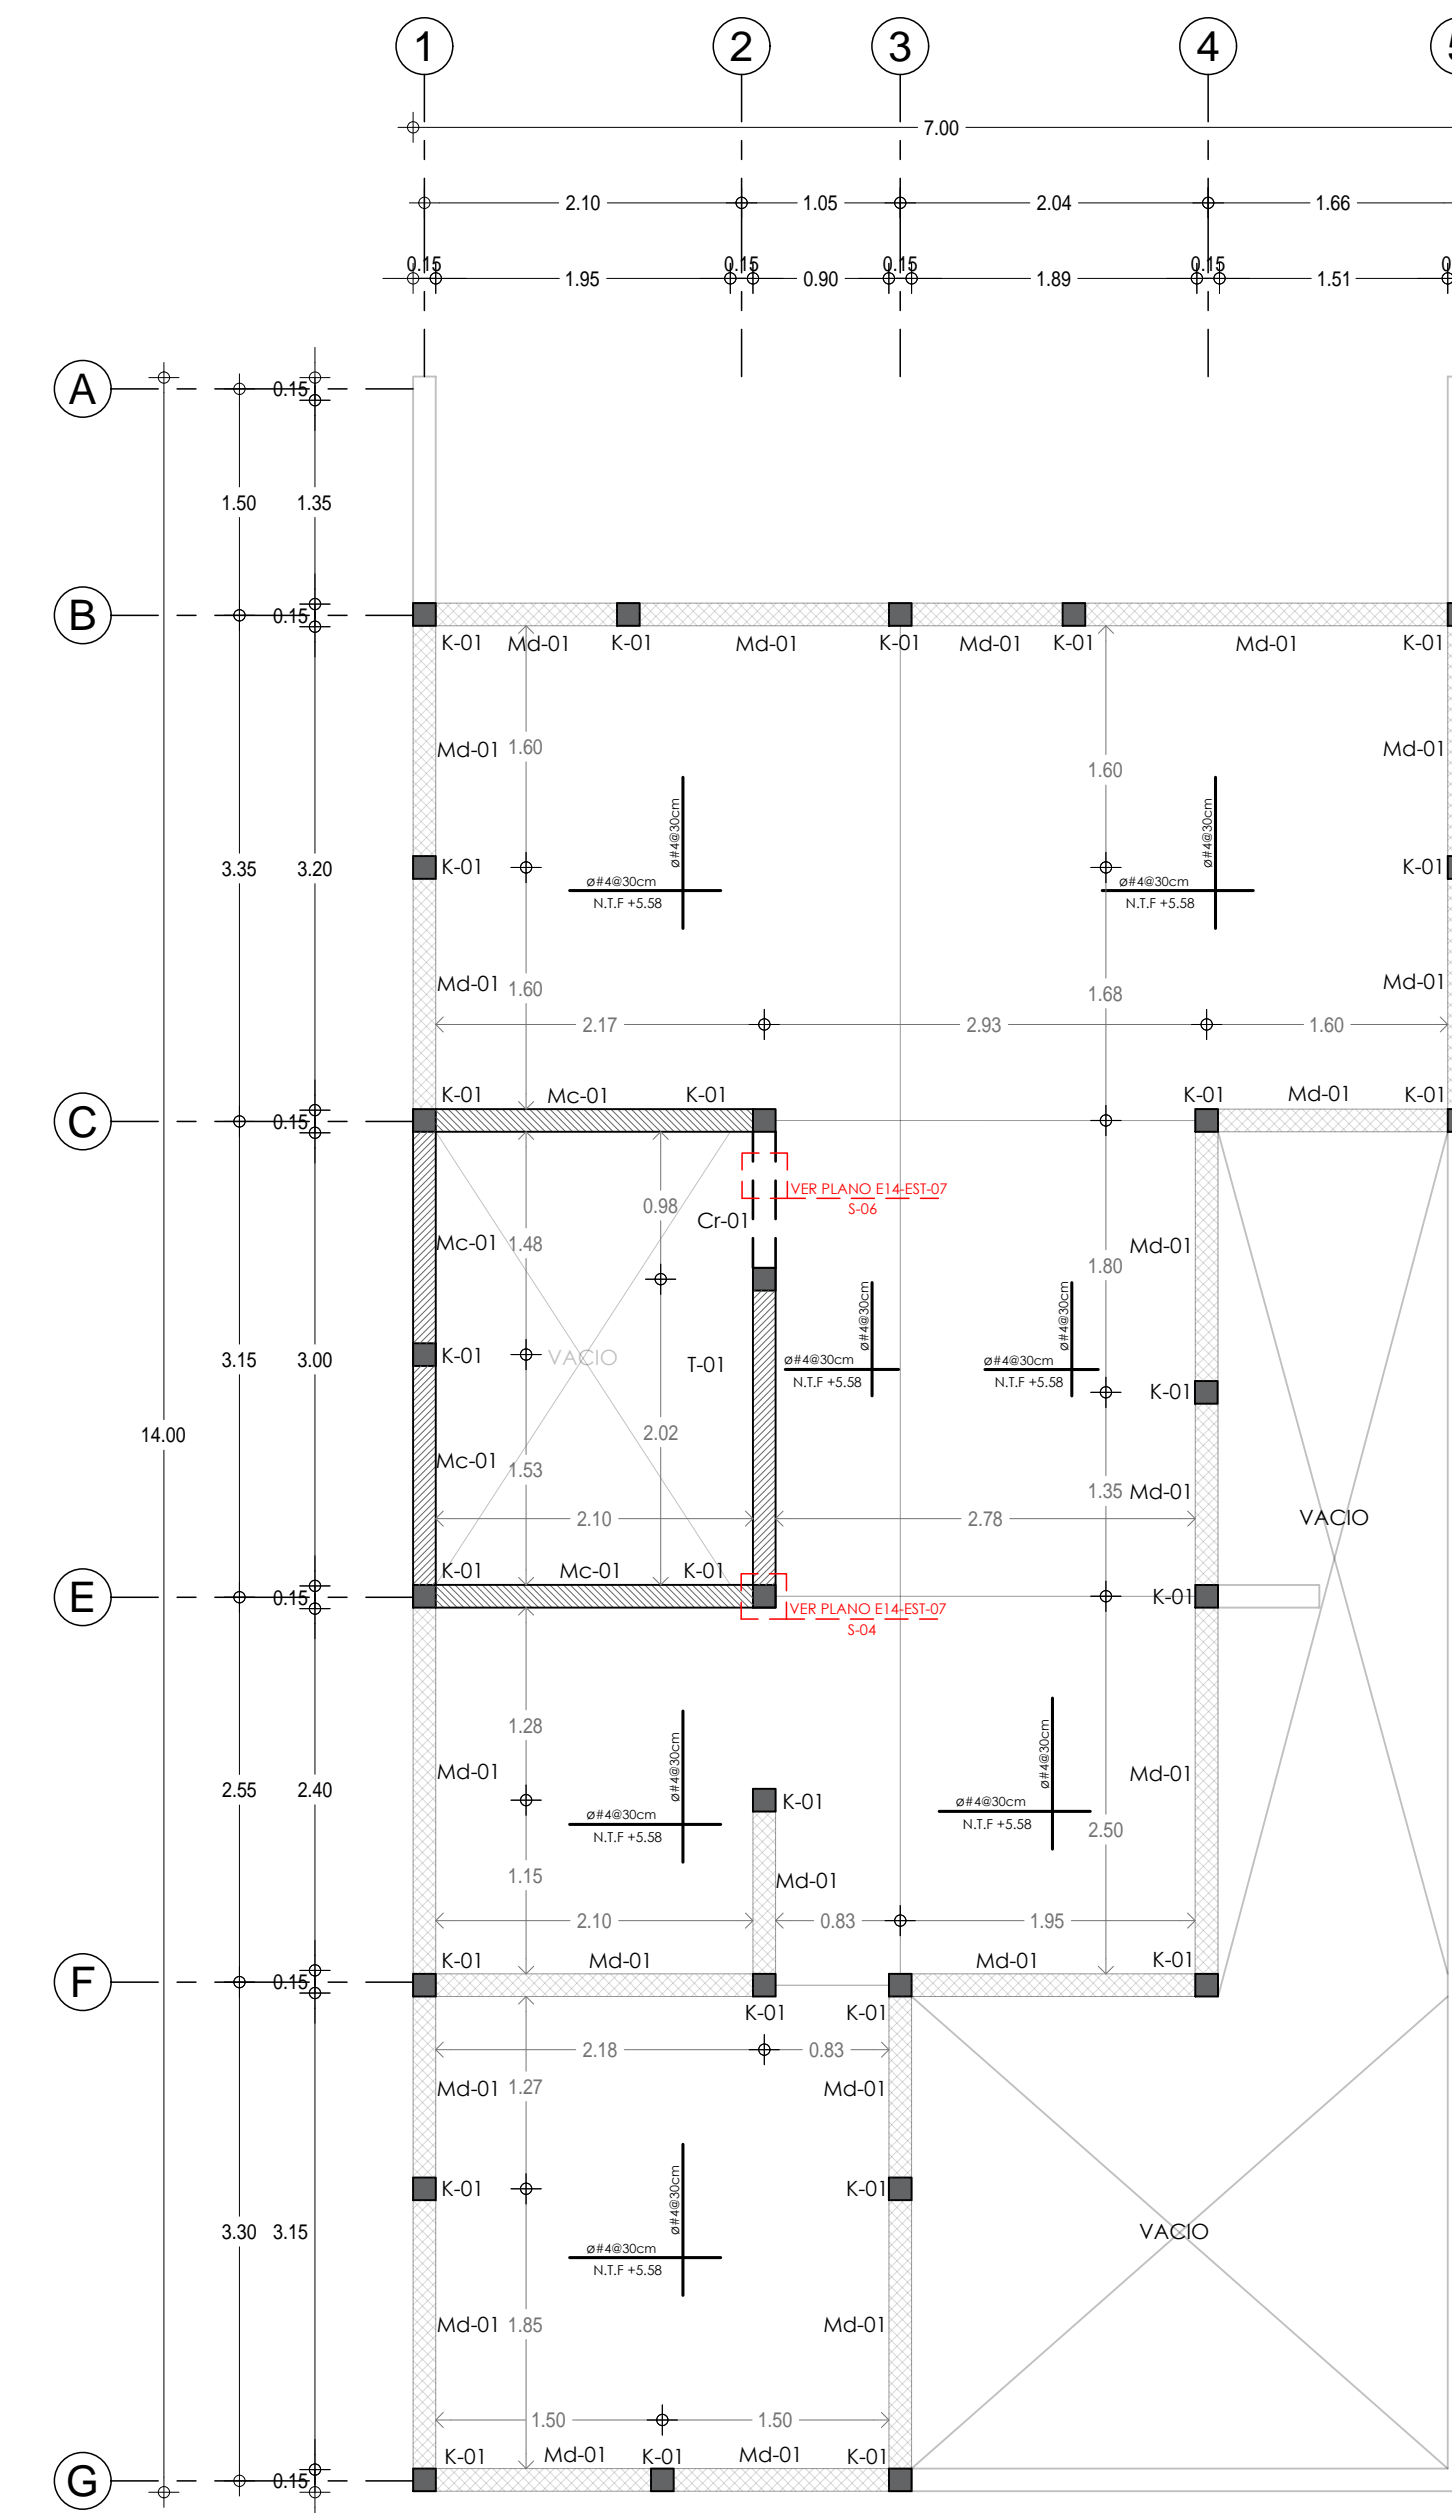 1 2 3 4
7.00
2.10 1.05 2.04 1.66
0.15 0.15 0.15 0.15
1.95 0.90 1.89 1.51
A 0.15
1.50 1.35
B 0.15
K-01 Md-01 K-01 Md-01 K-01 Md-01 K-01 Md-01 K-01
Md-01 1.60 Md-01
1.60
ø#4@30cm ø#4@30cm
3.35 3.20 K-01 K-01
ø#4@30cm ø#4@30cm
N.T.F +5.58 N.T.F +5.58
Md-01 1.60 1.68 Md-01
2.17 2.93 1.60
K-01 Mc-01 K-01 K-01 Md-01 K-01
C 0.15
VER PLANO E14-EST-07
0.98 S-06
Cr-01
Mc-01 1.48 Md-01
1.80
ø#4@30cm ø#4@30cm
3.15 3.00 K-01 VACIO T-01 ø#4@30cm ø#4@30cm
N.T.F +5.58 N.T.F +5.58
K-01
14.00 2.02
Mc-01 1.53 1.35 Md-01
2.10 2.78 VACIO
K-01 Mc-01 K-01
E 0.15 K-01
VER PLANO E14-EST-07
S-04
1.28
ø#4@30cm ø#4@30cm
Md-01 Md-01
2.55 2.40 K-01 ø#4@30cm
ø#4@30cm N.T.F +5.58 2.50
N.T.F +5.58
1.15 Md-01
2.10 0.83 1.95
K-01 Md-01 Md-01 K-01
F 0.15
K-01 K-01
2.18 0.83
Md-01 1.27 Md-01
K-01 K-01
ø#4@30cm
3.30 3.15 VACIO
ø#4@30cm
N.T.F +5.58
Md-01 1.85 Md-01
1.50 1.50
K-01 Md-01 K-01 Md-01 K-01
G 0.15